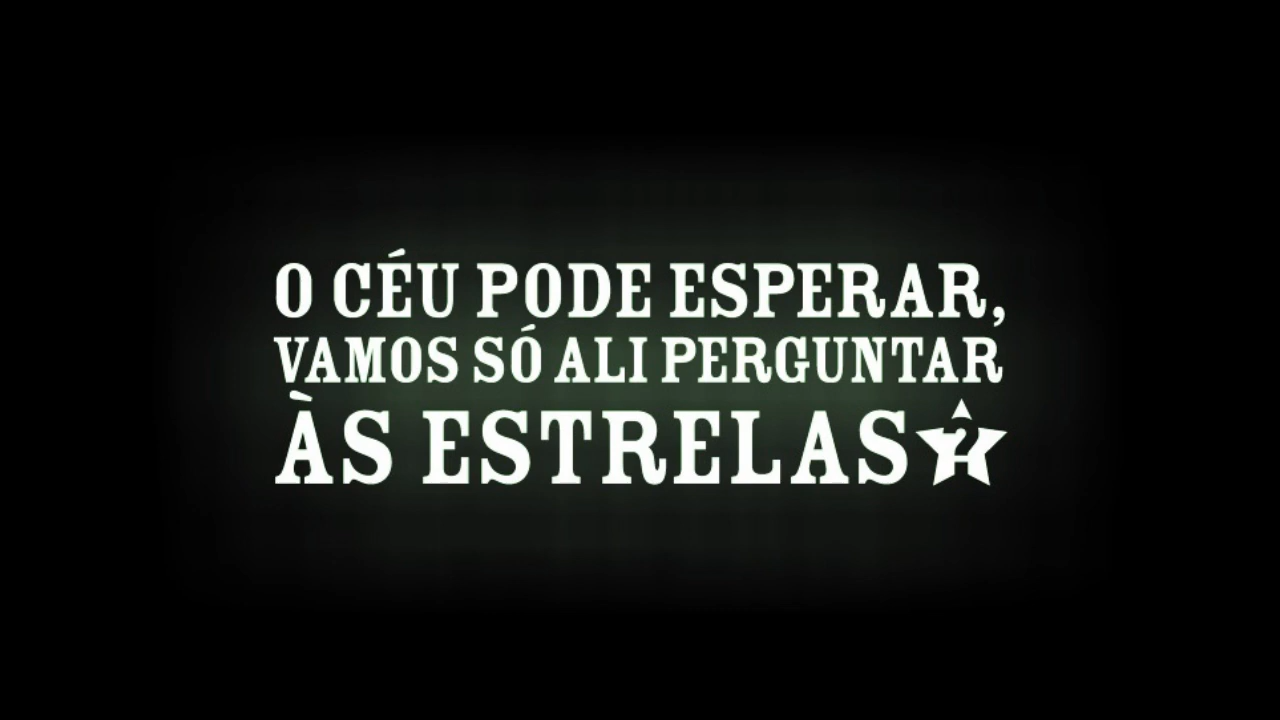 O CÉU PODE ESPERAR,
VAMOS SÓ ALI PERGUNTAR
ÀS ESTRELAS